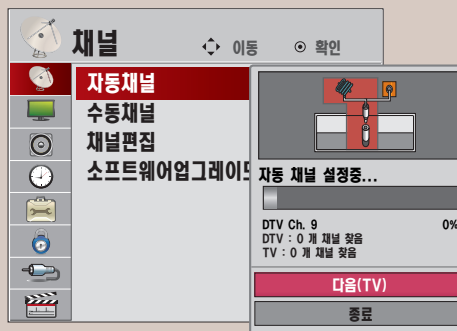 채널
이동 확인
자동채널
수동채널
채널편집
소프트웨어업그레이드
자동 채널 설정중...
DTV Ch. 9 0%
DTV : 0 개 채널 찾음
TV : 0 개 채널 찾음
다음(TV)
종료